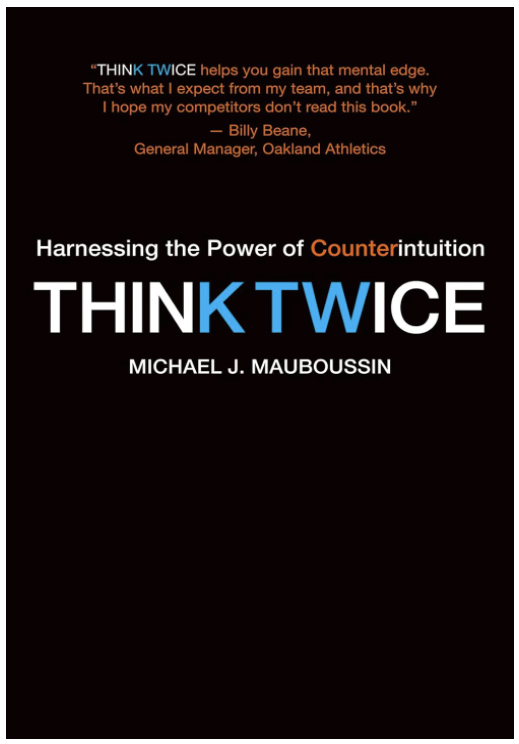 “THINK TWICE helps you gain that mental edge.
That’s what I expect from my team, and that’s why
I hope my competitors don’t read this book.”
— Billy Beane,
General Manager, Oakland Athletics
Harnessing the Power of Counterintuition
THINK TWICE
MICHAEL J. MAUBOUSSIN